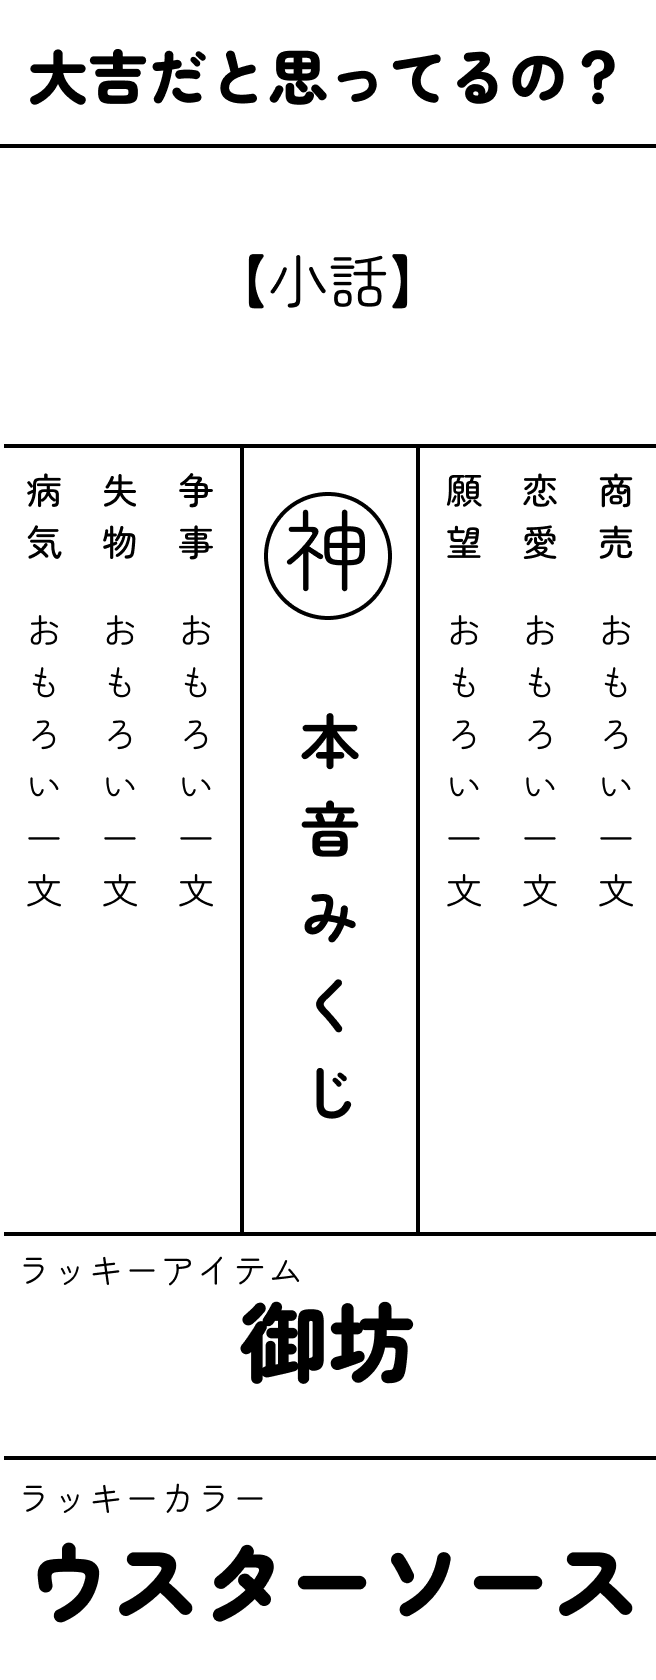 大吉だと思ってるの？
【小話】
商売 おもろい一文
恋愛 おもろい一文
願望 おもろい一文
神
本音みくじ
争事 おもろい一文
失物 おもろい一文
病気 おもろい一文
ラッキーアイテム
御坊
ラッキーカラー
ウスターソース